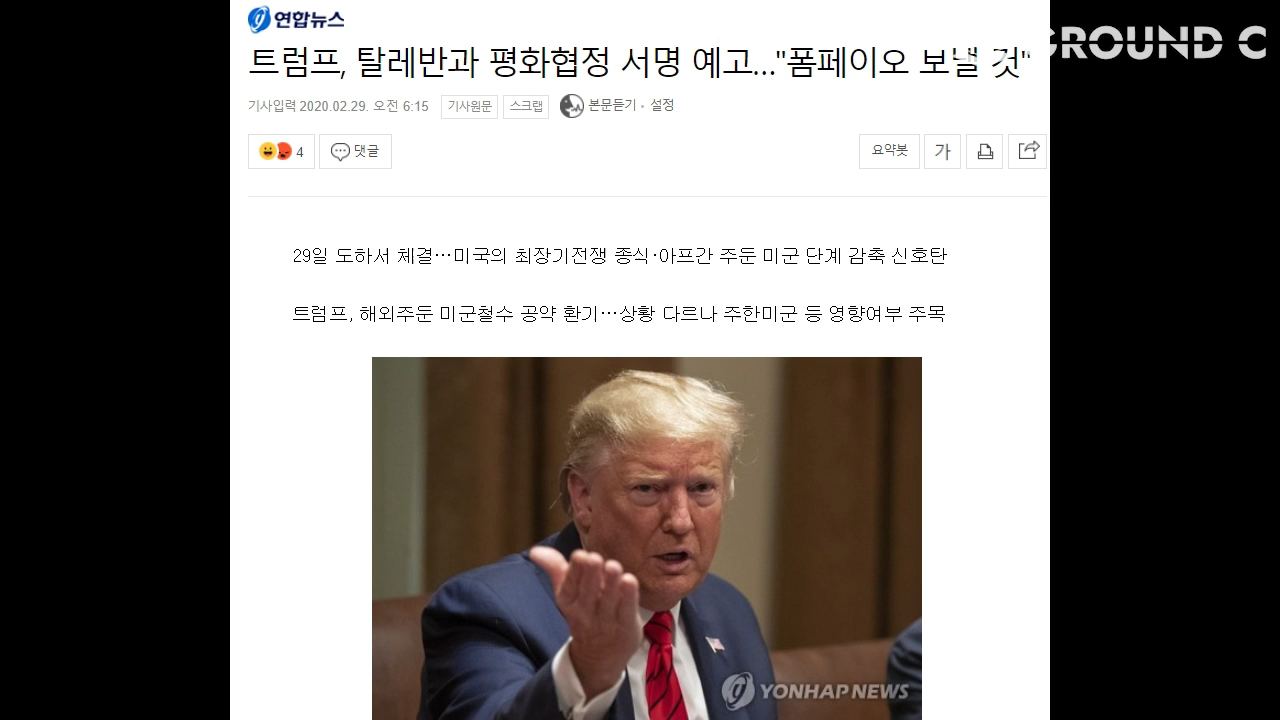 연합뉴스
GROUND C
트럼프, 탈레반과 평화협정 서명 예고..."폼페이오 보낼 것"
기사입력 2020.02.29. 오전 6:15 기사원문 스크랩 본문듣기 · 설정
4 댓글 요약봇 가
29일 도하서 체결…미국의 최장기전쟁 종식·아프간 주둔 미군 단계 감축 신호탄
트럼프, 해외주둔 미군철수 공약 환기…상황 다르나 주한미군 등 영향여부 주목
YONHAP NEWS